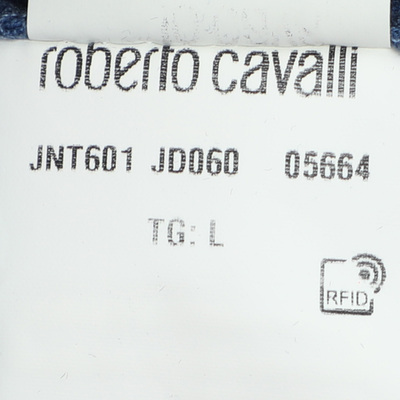 roberto cavalli
JNT601 JD060 05664
TG: L
RFID